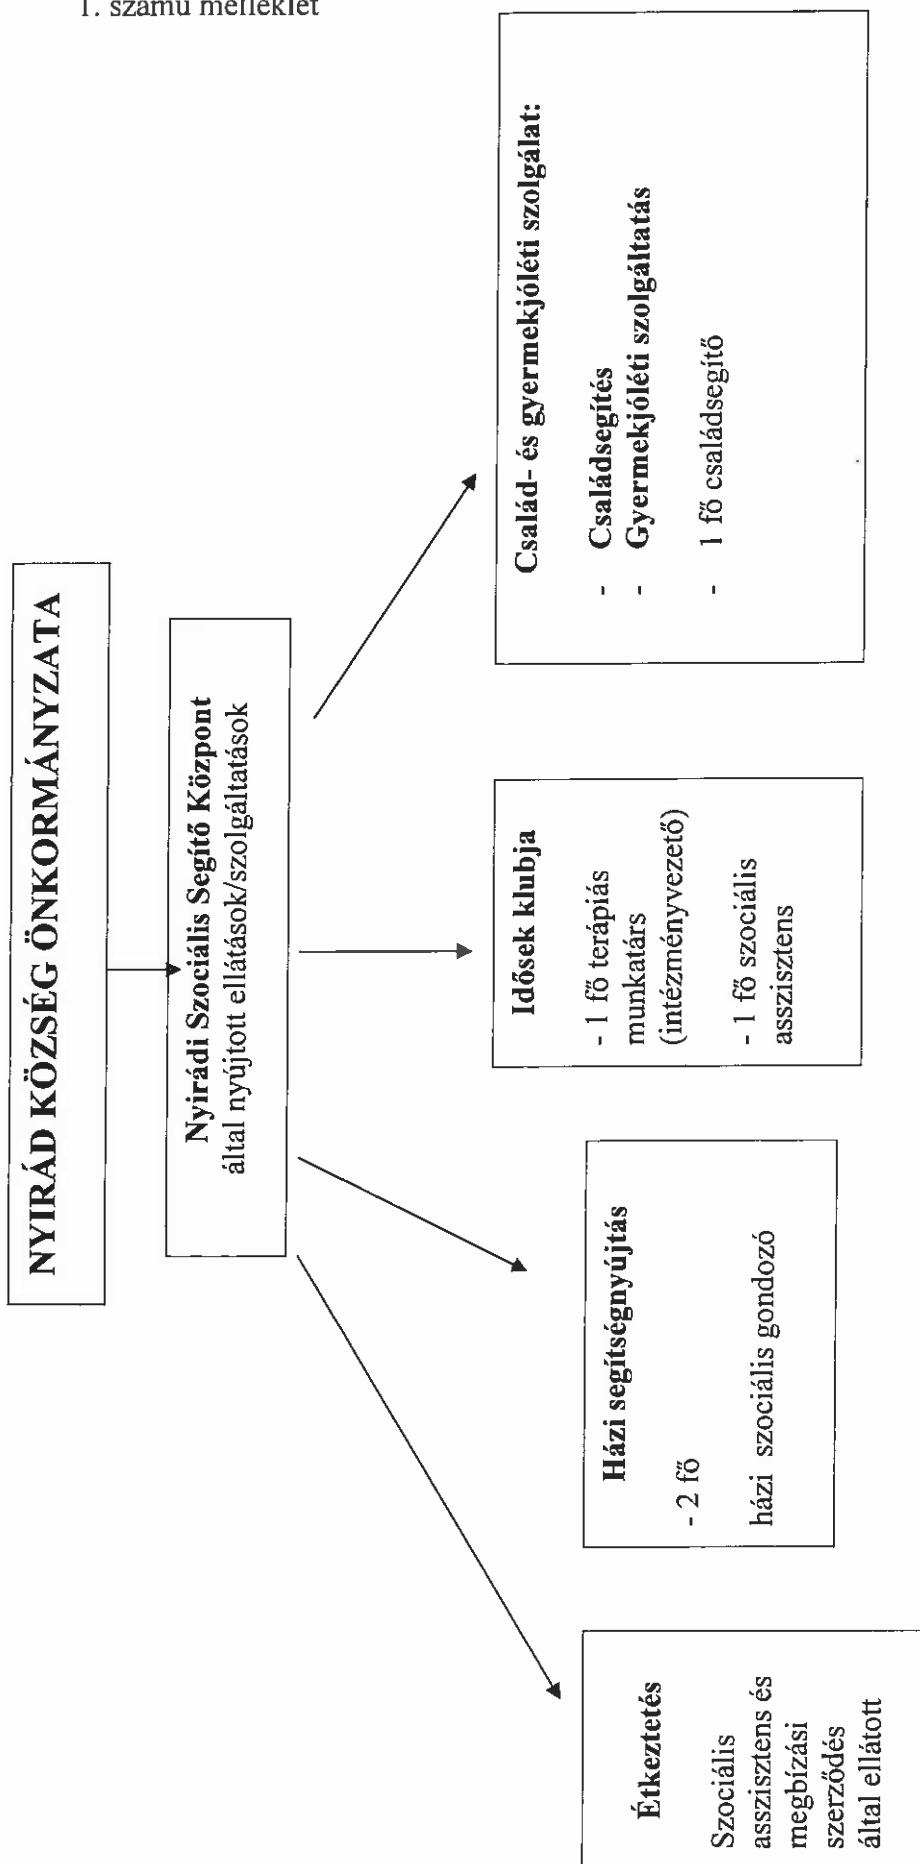 1. számú melléklet
NYIRÁD KÖZSÉG ÖNKORMÁNYZATA
Nyirádi Szociális Segítő Központ
által nyújtott ellátások/szolgáltatások
Étkeztetés
Szociális
asszisztens és
megbízási
szerződés
által ellátott
Házi segítségnyújtás
- 2 fő
házi szociális gondozó
Idősek klubja
- 1 fő terápiás
munkatárs
(intézményvezető)
- 1 fő szociális
asszisztens
Család- és gyermekjóléti szolgálat:
- Családsegítés
- Gyermekjóléti szolgáltatás
- 1 fő családsegítő